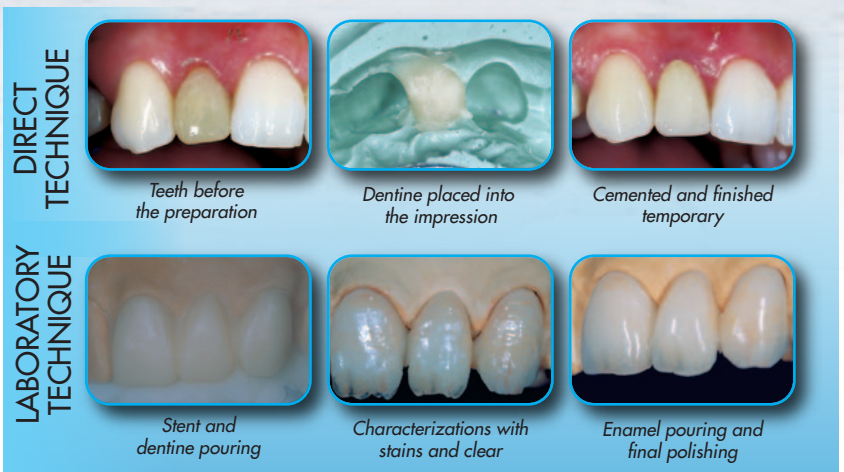 DIRECT
TECHNIQUE
Teeth before
the preparation
Dentine placed into
the impression
Cemented and finished
temporary
LABORATORY
TECHNIQUE
Stent and
dentine pouring
Characterizations with
stains and clear
Enamel pouring and
final polishing